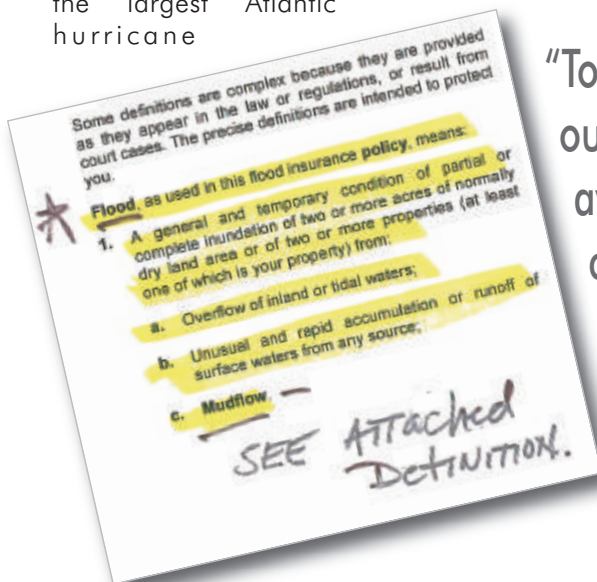 the largest Atlantic
hurricane
Some definitions are complex because they are provided
as they appear in the law or regulations, or result from
court cases. The precise definitions are intended to protect
you.
Flood, as used in this flood insurance policy, means:
1. A general and temporary condition of partial or
complete inundation of two or more acres of normally
dry land area or of two or more properties (at least
one of which is your property) from:
a. Overflow of inland or tidal waters;
b. Unusual and rapid accumulation or runoff of
surface waters from any source;
c. Mudflow.
SEE ATTached
DefiNiTioN.
"To
ou
av